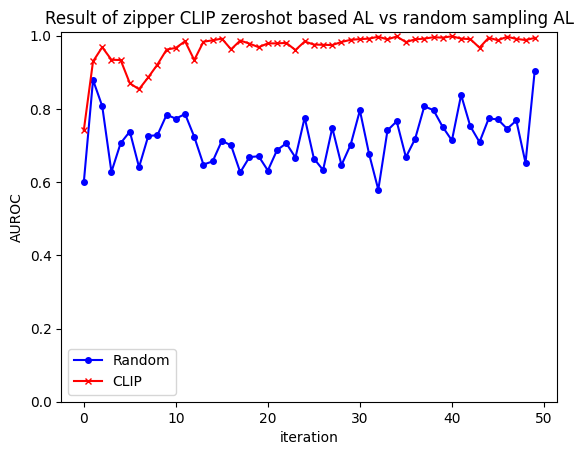 Result of zipper CLIP zeroshot based AL vs random sampling AL
1.0
0.8
0.6
0.4
0.2
0.0
AUROC
Random
CLIP
0 10 20 30 40 50
iteration